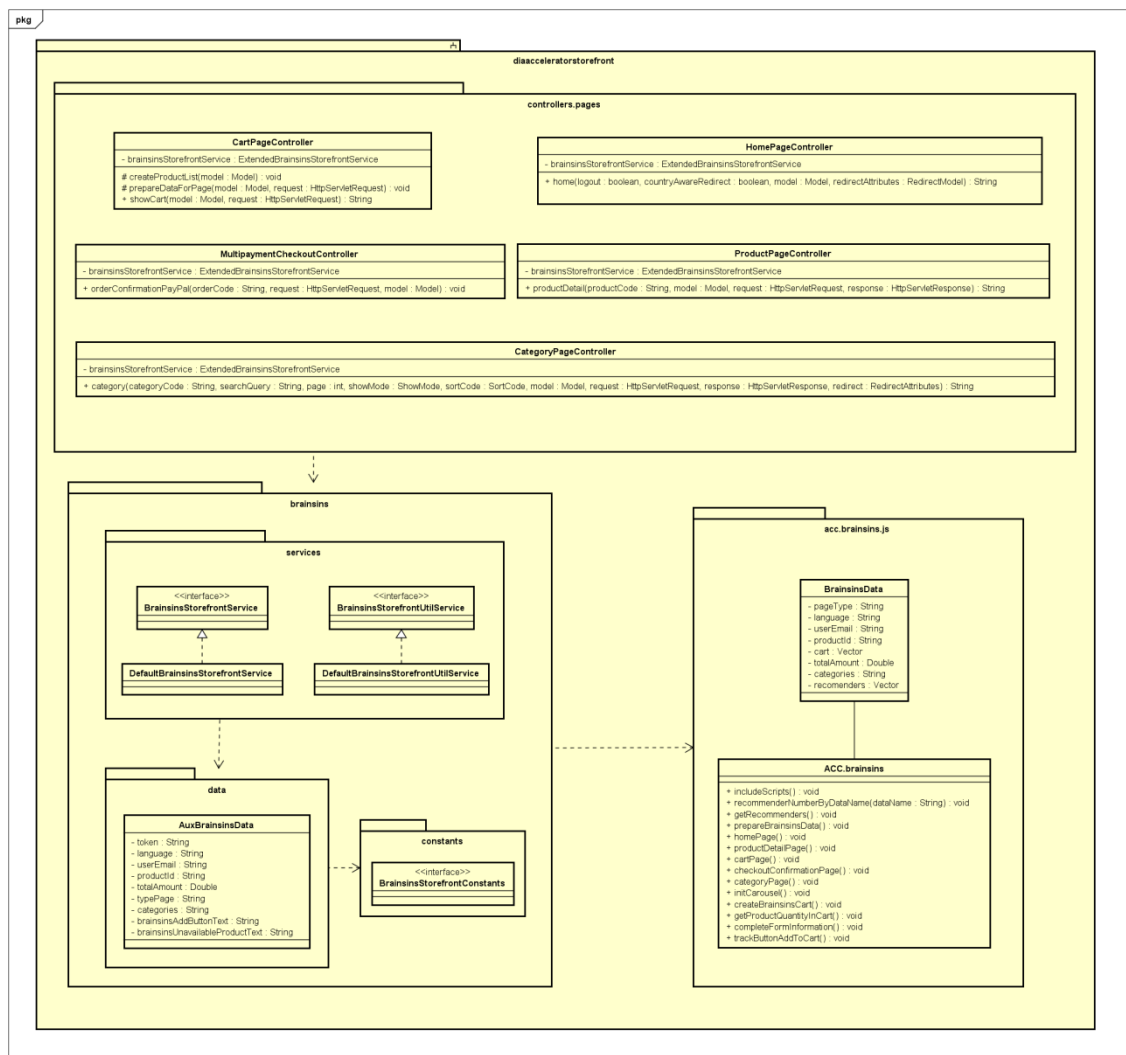 pkg
diaacceleratorstorefront
controllers.pages
CartPageController
- brainsinsStorefrontService : ExtendedBrainsinsStorefrontService
# createProductList(model : Model) : void
# prepareDataForPage(model : Model, request : HttpServletRequest) : void
+ showCart(model : Model, request : HttpServletRequest) : String
HomePageController
- brainsinsStorefrontService : ExtendedBrainsinsStorefrontService
+ home(logout : boolean, countryAwareRedirect : boolean, model : Model, redirectAttributes : RedirectModel) : String
MultipaymentCheckoutController
- brainsinsStorefrontService : ExtendedBrainsinsStorefrontService
+ orderConfirmationPayPal(orderCode : String, request : HttpServletRequest, model : Model) : void
ProductPageController
- brainsinsStorefrontService : ExtendedBrainsinsStorefrontService
+ productDetail(productCode : String, model : Model, request : HttpServletRequest, response : HttpServletResponse) : String
CategoryPageController
- brainsinsStorefrontService : ExtendedBrainsinsStorefrontService
+ category(categoryCode : String, searchQuery : String, page : int, showMode : ShowMode, sortCode : SortCode, model : Model, request : HttpServletRequest, response : HttpServletResponse, redirect : RedirectAttributes) : String
brainsins
services
<<interface>>
BrainsinsStorefrontService
<<interface>>
BrainsinsStorefrontUtilService
DefaultBrainsinsStorefrontService
DefaultBrainsinsStorefrontUtilService
data
AuxBrainsinsData
- token : String
- language : String
- userEmail : String
- productId : String
- totalAmount : Double
- typePage : String
- categories : String
- brainsinsAddButtonText : String
- brainsinsUnavailableProductText : String
constants
<<interface>>
BrainsinsStorefrontConstants
acc.brainsins.js
BrainsinsData
- pageType : String
- language : String
- userEmail : String
- productId : String
- cart : Vector
- totalAmount : Double
- categories : String
- recomenders : Vector
ACC.brainsins
+ includeScripts() : void
+ recommenderNumberByDataName(dataName : String) : void
+ getRecommenders() : void
+ prepareBrainsinsData() : void
+ homePage() : void
+ productDetailPage() : void
+ cartPage() : void
+ checkoutConfirmationPage() : void
+ categoryPage() : void
+ initCarousel() : void
+ createBrainsinsCart() : void
+ getProductQuantityInCart() : void
+ completeFormInformation() : void
+ trackButtonAddToCart() : void